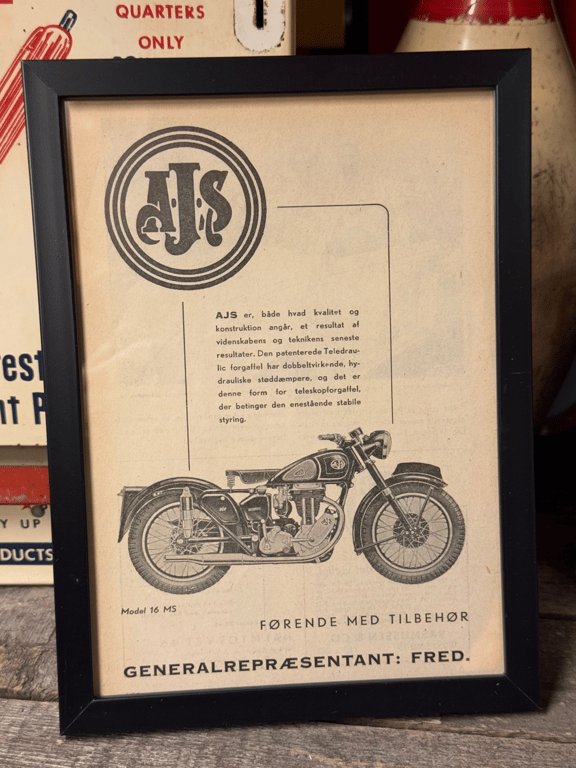 QUARTERS
ONLY
AJS
AJS er, både hvad kvalitet og
konstruktion angår, et resultat af
videnskabens og teknikens seneste
resultater. Den patenterede Teledrau-
lic forgaffel har dobbeltvirkende, hy-
drauliske støddæmpere, og det er
denne form for teleskopforgaffel,
der betinger den enestående stabile
styring.
Model 16 MS
FØRENDE MED TILBEHØR
GENERALREPRÆSENTANT: FRED.
Y UP
DUCTS